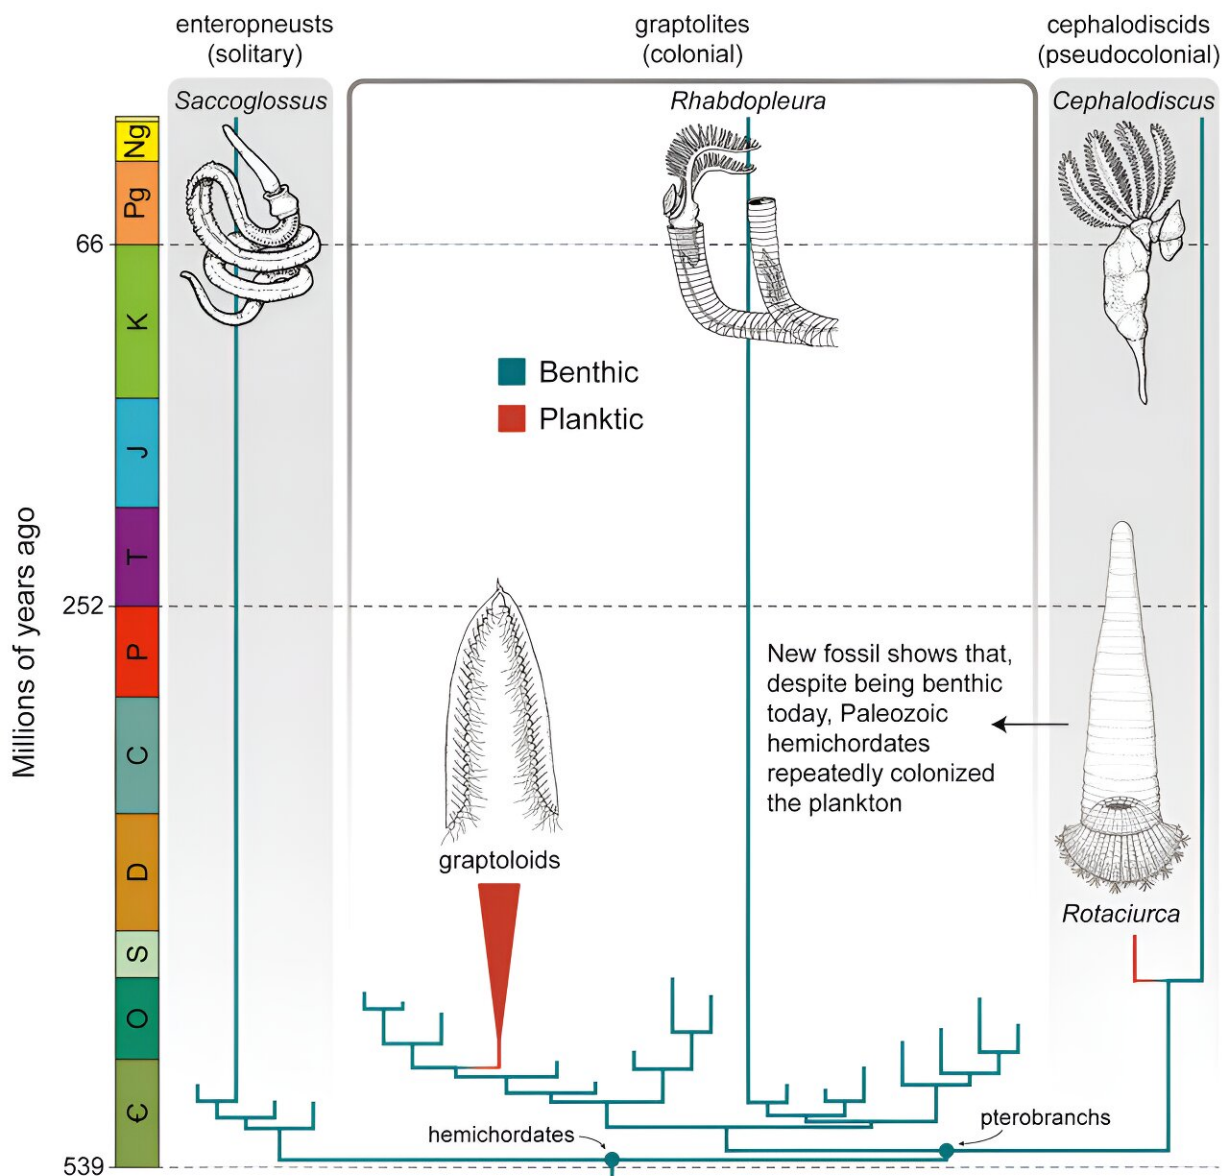 enteropneusts
(solitary)
graptolites
(colonial)
cephalodiscids
(pseudocolonial)
Saccoglossus
Rhabdopleura
Cephalodiscus
Ng
Pg
66
K
Benthic
Planktic
J
T
Millions of years ago
252
P
New fossil shows that,
despite being benthic
today, Paleozoic
hemichordates
repeatedly colonized
the plankton
C
graptoloids
D
Rotaciurca
S
O
Є
hemichordates
pterobranchs
539